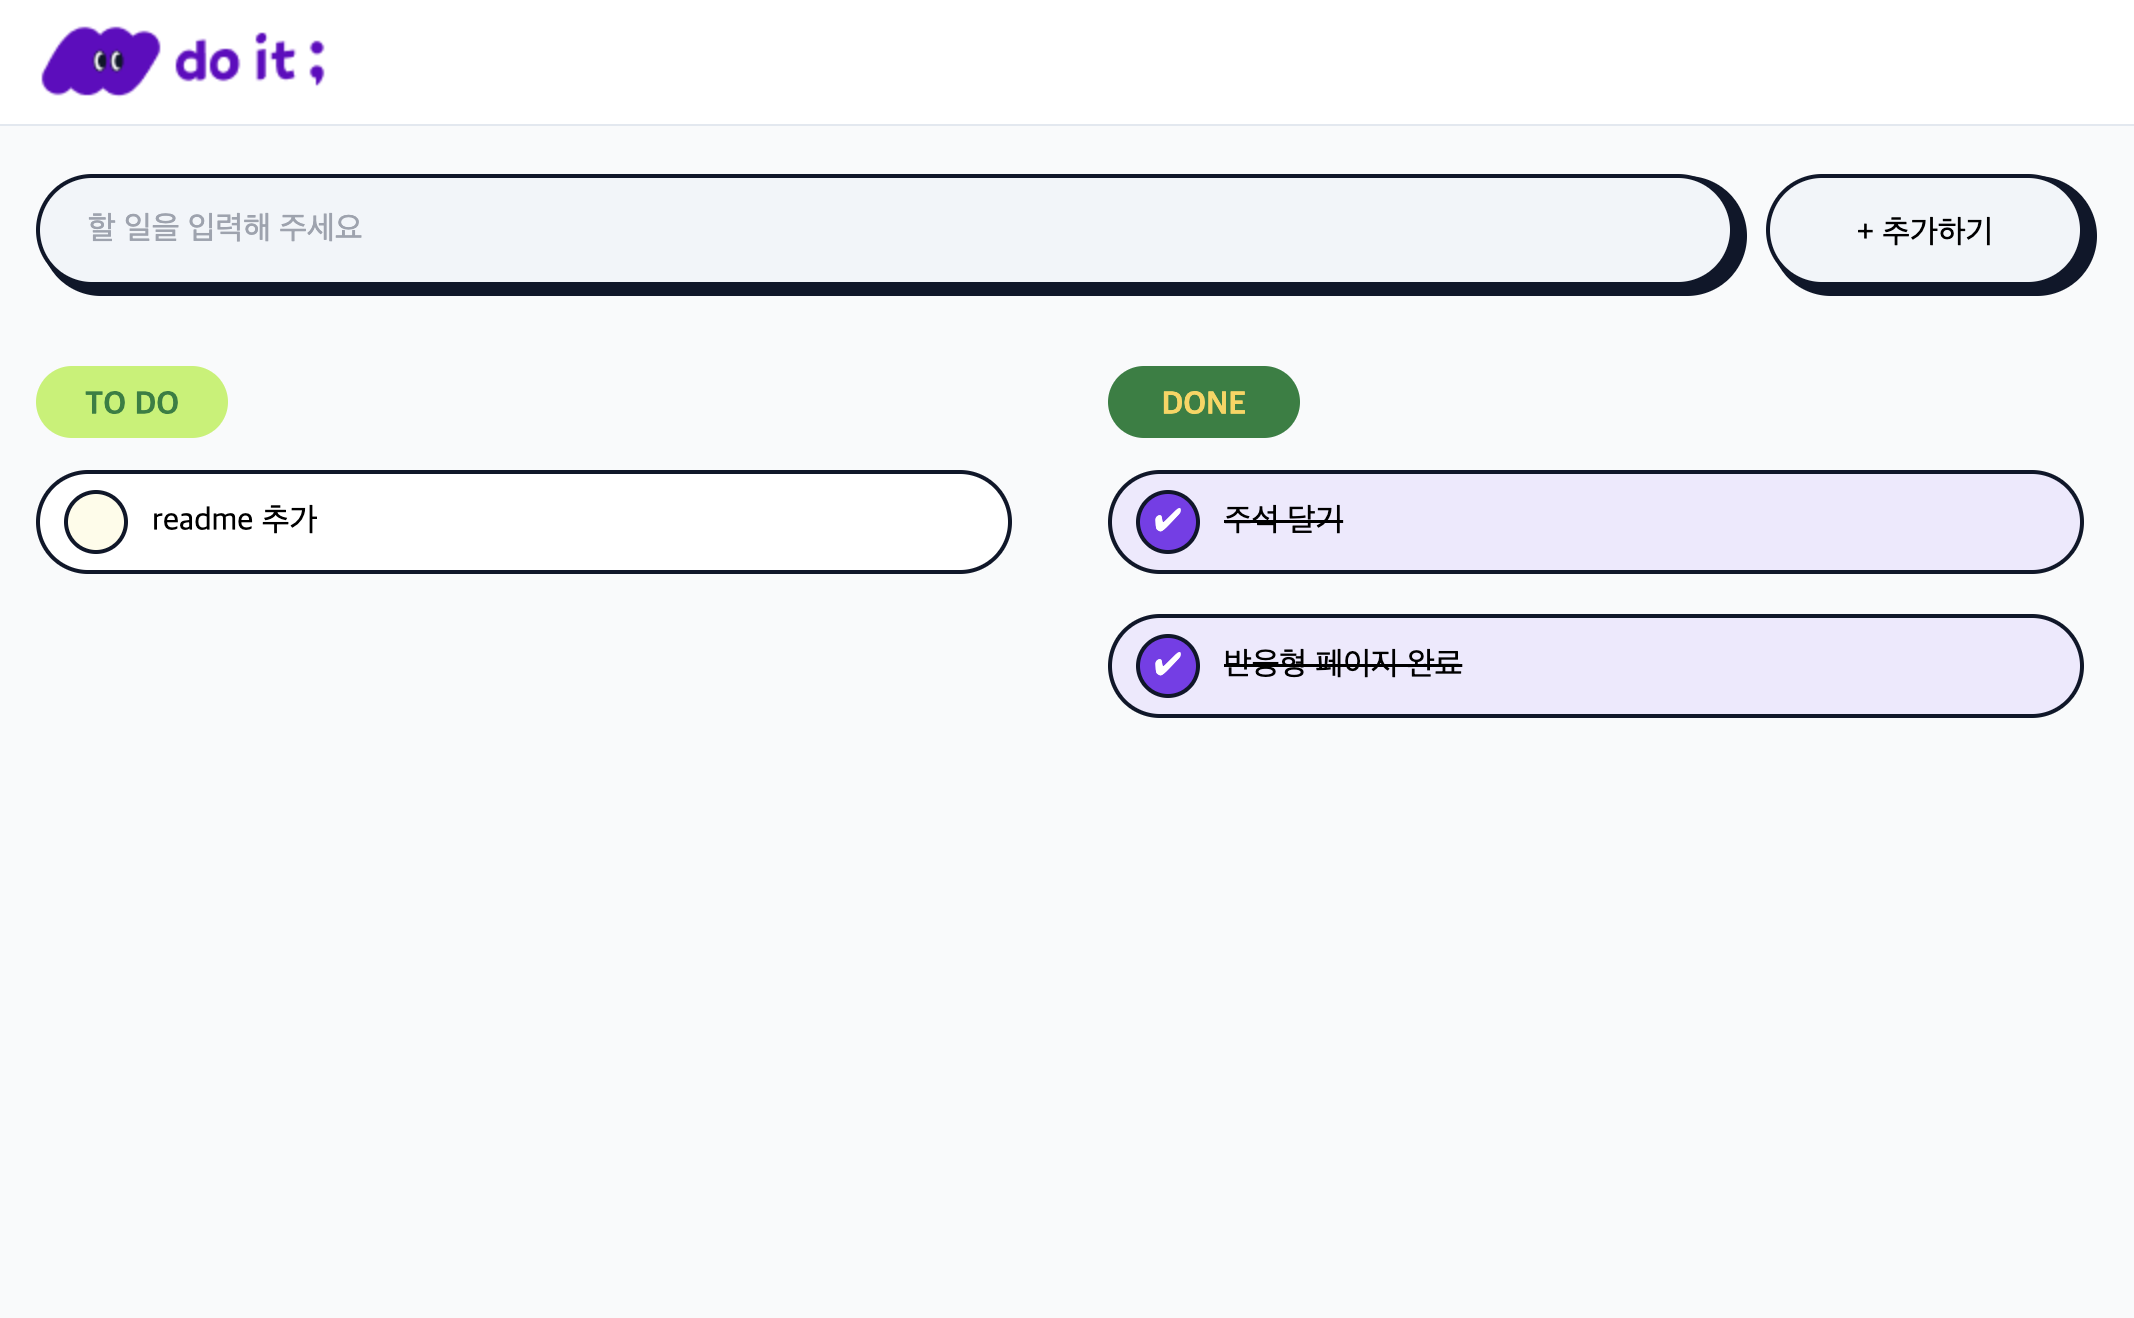 do it ;
할 일을 입력해 주세요
+ 추가하기
TO DO
readme 추가
DONE
주석 달기
반응형 페이지 완료